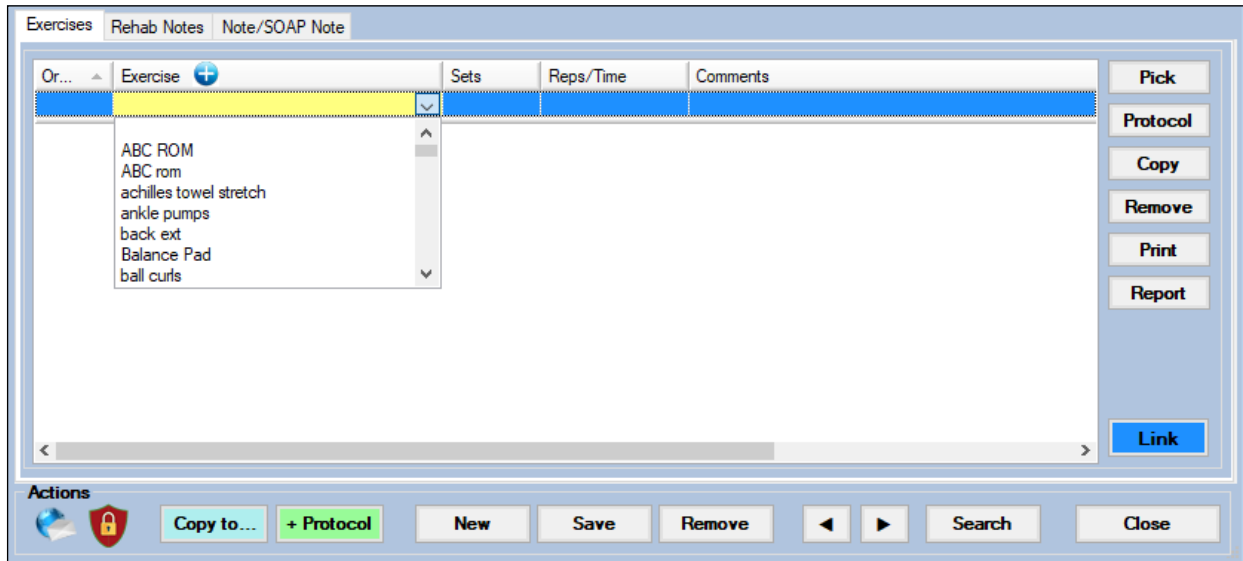 Exercises Rehab Notes Note/SOAP Note
Or... Exercise Sets Reps/Time Comments
ABC ROM
ABC rom
achilles towel stretch
ankle pumps
back ext
Balance Pad
ball curls
Pick
Protocol
Copy
Remove
Print
Report
Link
Actions
Copy to... + Protocol New Save Remove Search Close